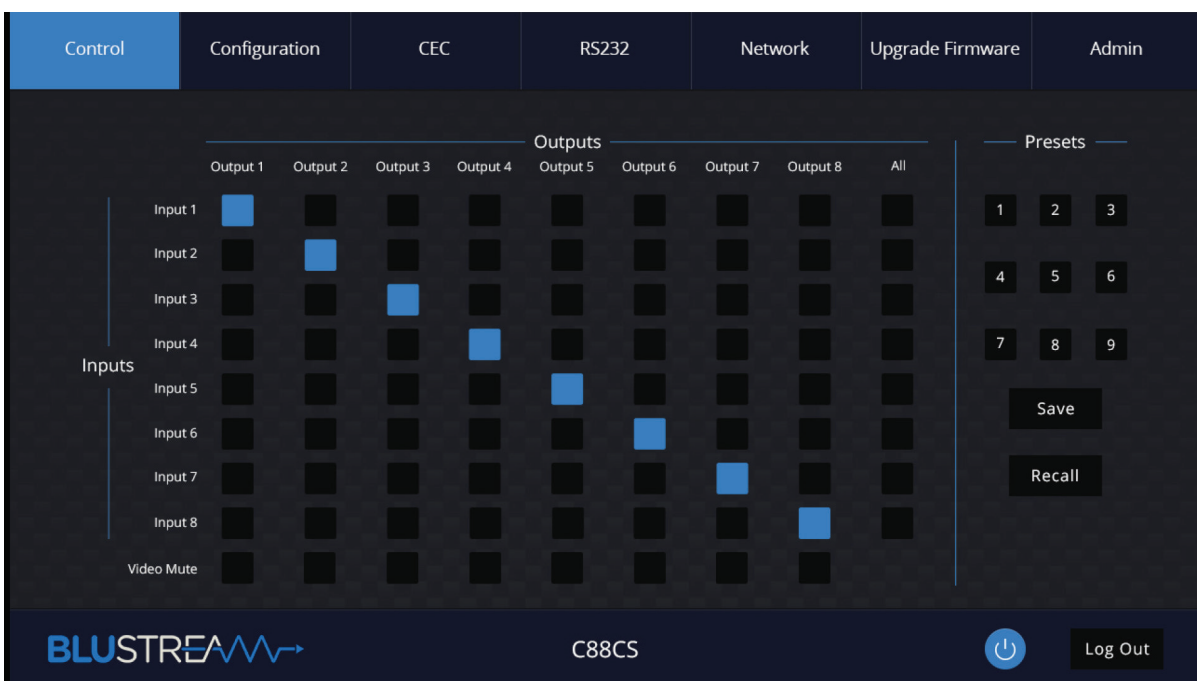 Control Configuration CEC RS232 Network Upgrade Firmware Admin
Outputs
Presets
Output 1 Output 2 Output 3 Output 4 Output 5 Output 6 Output 7 Output 8 All
Input 1
1 2 3
Input 2
4 5 6
Input 3
Input 4
7 8 9
Inputs
Input 5
Save
Input 6
Input 7
Recall
Input 8
Video Mute
BLUSTREAM C88CS Log Out